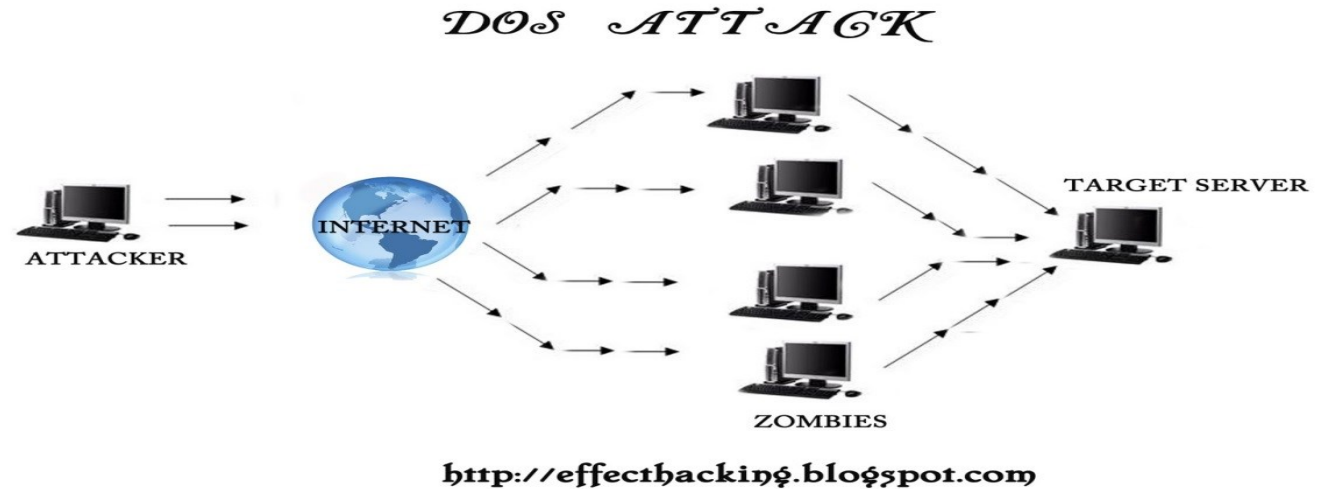 DOS ATTACK
TARGET SERVER
INTERNET
ATTACKER
ZOMBIES
http://effecthacking.blogspot.com